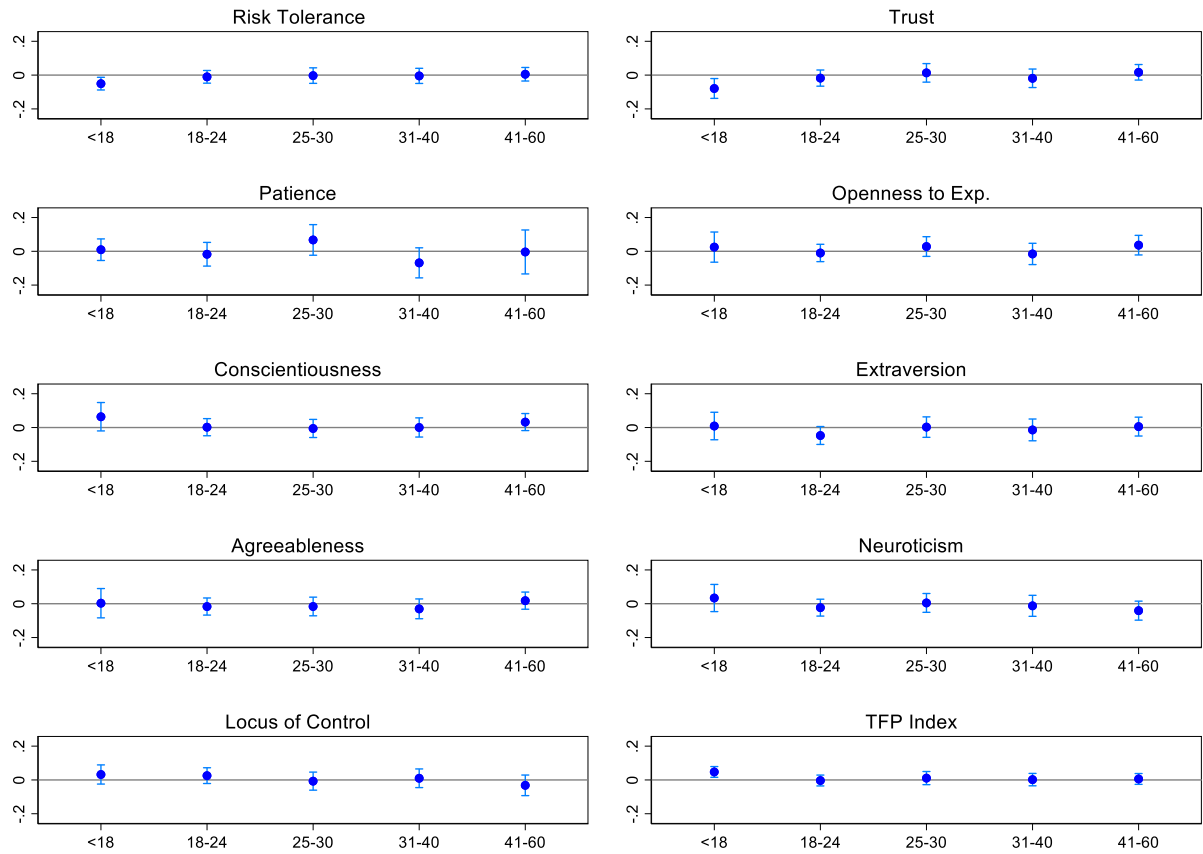 Risk Tolerance
.2
0
-.2
<18 18-24 25-30 31-40 41-60
Trust
.2
0
-.2
<18 18-24 25-30 31-40 41-60
Patience
.2
0
-.2
<18 18-24 25-30 31-40 41-60
Openness to Exp.
.2
0
-.2
<18 18-24 25-30 31-40 41-60
Conscientiousness
.2
0
-.2
<18 18-24 25-30 31-40 41-60
Extraversion
.2
0
-.2
<18 18-24 25-30 31-40 41-60
Agreeableness
.2
0
-.2
<18 18-24 25-30 31-40 41-60
Neuroticism
.2
0
-.2
<18 18-24 25-30 31-40 41-60
Locus of Control
.2
0
-.2
<18 18-24 25-30 31-40 41-60
TFP Index
.2
0
-.2
<18 18-24 25-30 31-40 41-60